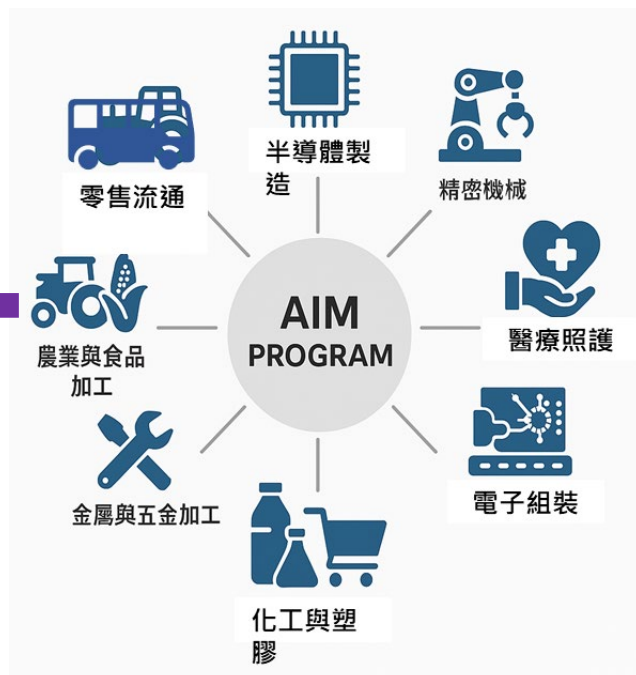 半導體製
造
精密機械
零售流通
AIM
PROGRAM
醫療照護
農業與食品
加工
電子組裝
金屬與五金加工
化工與塑
膠